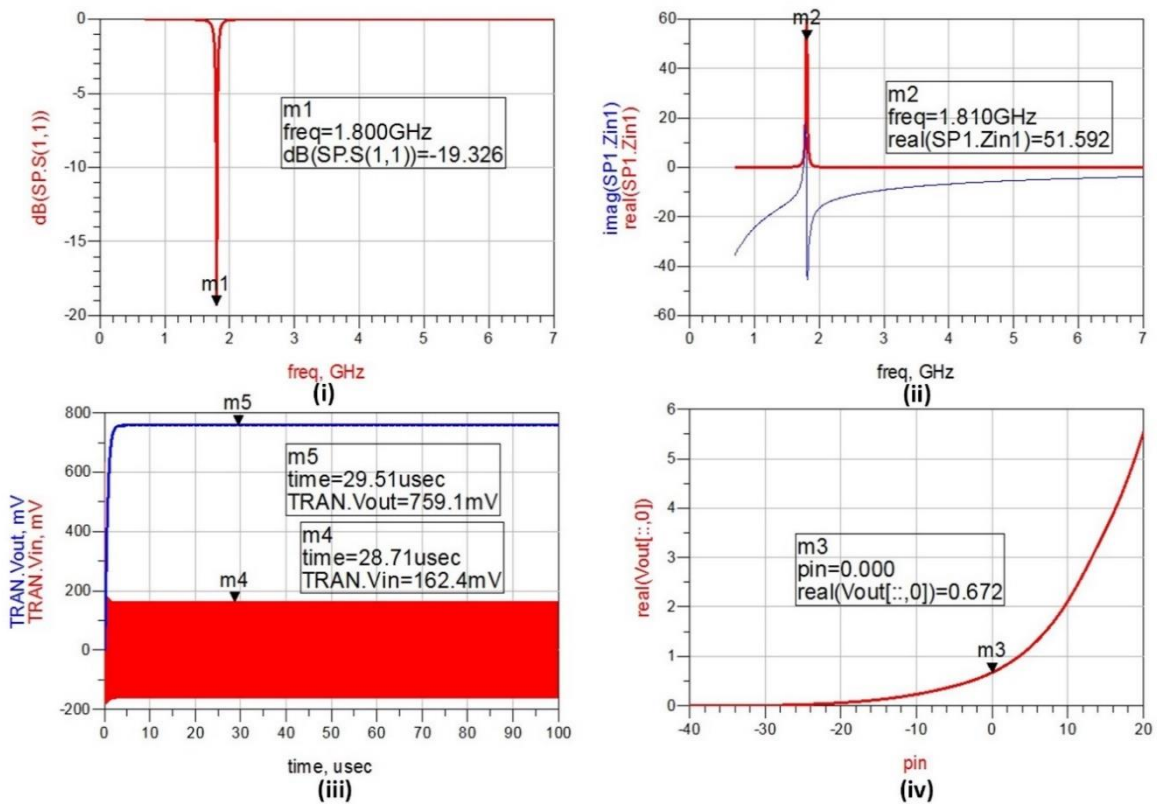 0
-5
-10
-15
-20
dB(SP.S(1,1))
m1
freq=1.800GHz
dB(SP.S(1,1))=-19.326
m1
0 1 2 3 4 5 6 7
freq, GHz
(i)
60
40
20
0
-20
-40
-60
imag(SP1.Zin1)
real(SP1.Zin1)
m2
m2
freq=1.810GHz
real(SP1.Zin1)=51.592
0 1 2 3 4 5 6 7
freq, GHz
(ii)
800
600
400
200
0
-200
TRAN.Vout, mV
TRAN.Vin, mV
m5
m5
time=29.51usec
TRAN.Vout=759.1mV
m4
time=28.71usec
TRAN.Vin=162.4mV
m4
0 10 20 30 40 50 60 70 80 90 100
time, usec
(iii)
6
5
4
3
2
1
0
real(Vout[::,0])
m3
pin=0.000
real(Vout[::,0])=0.672
m3
-40 -30 -20 -10 0 10 20
pin
(iv)